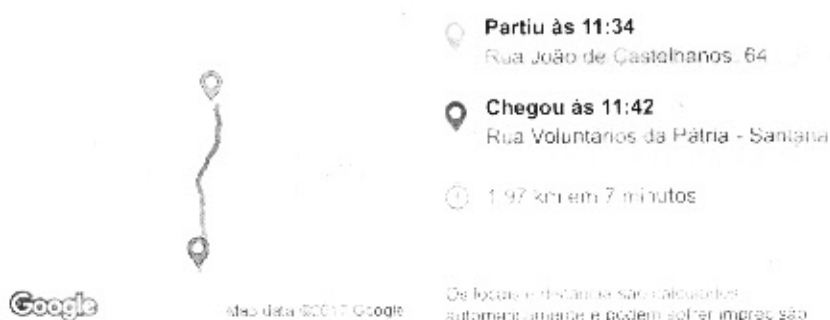 Partiu às 11:34
Rua João de Castelhanos, 64
Chegou às 11:42
Rua Voluntarios da Pátria - Santana
1.97 km em 7 minutos
Google
Map data ©2017 Google
Os locais e distância são calculados
automaticamente e podem sofrer imprecisão